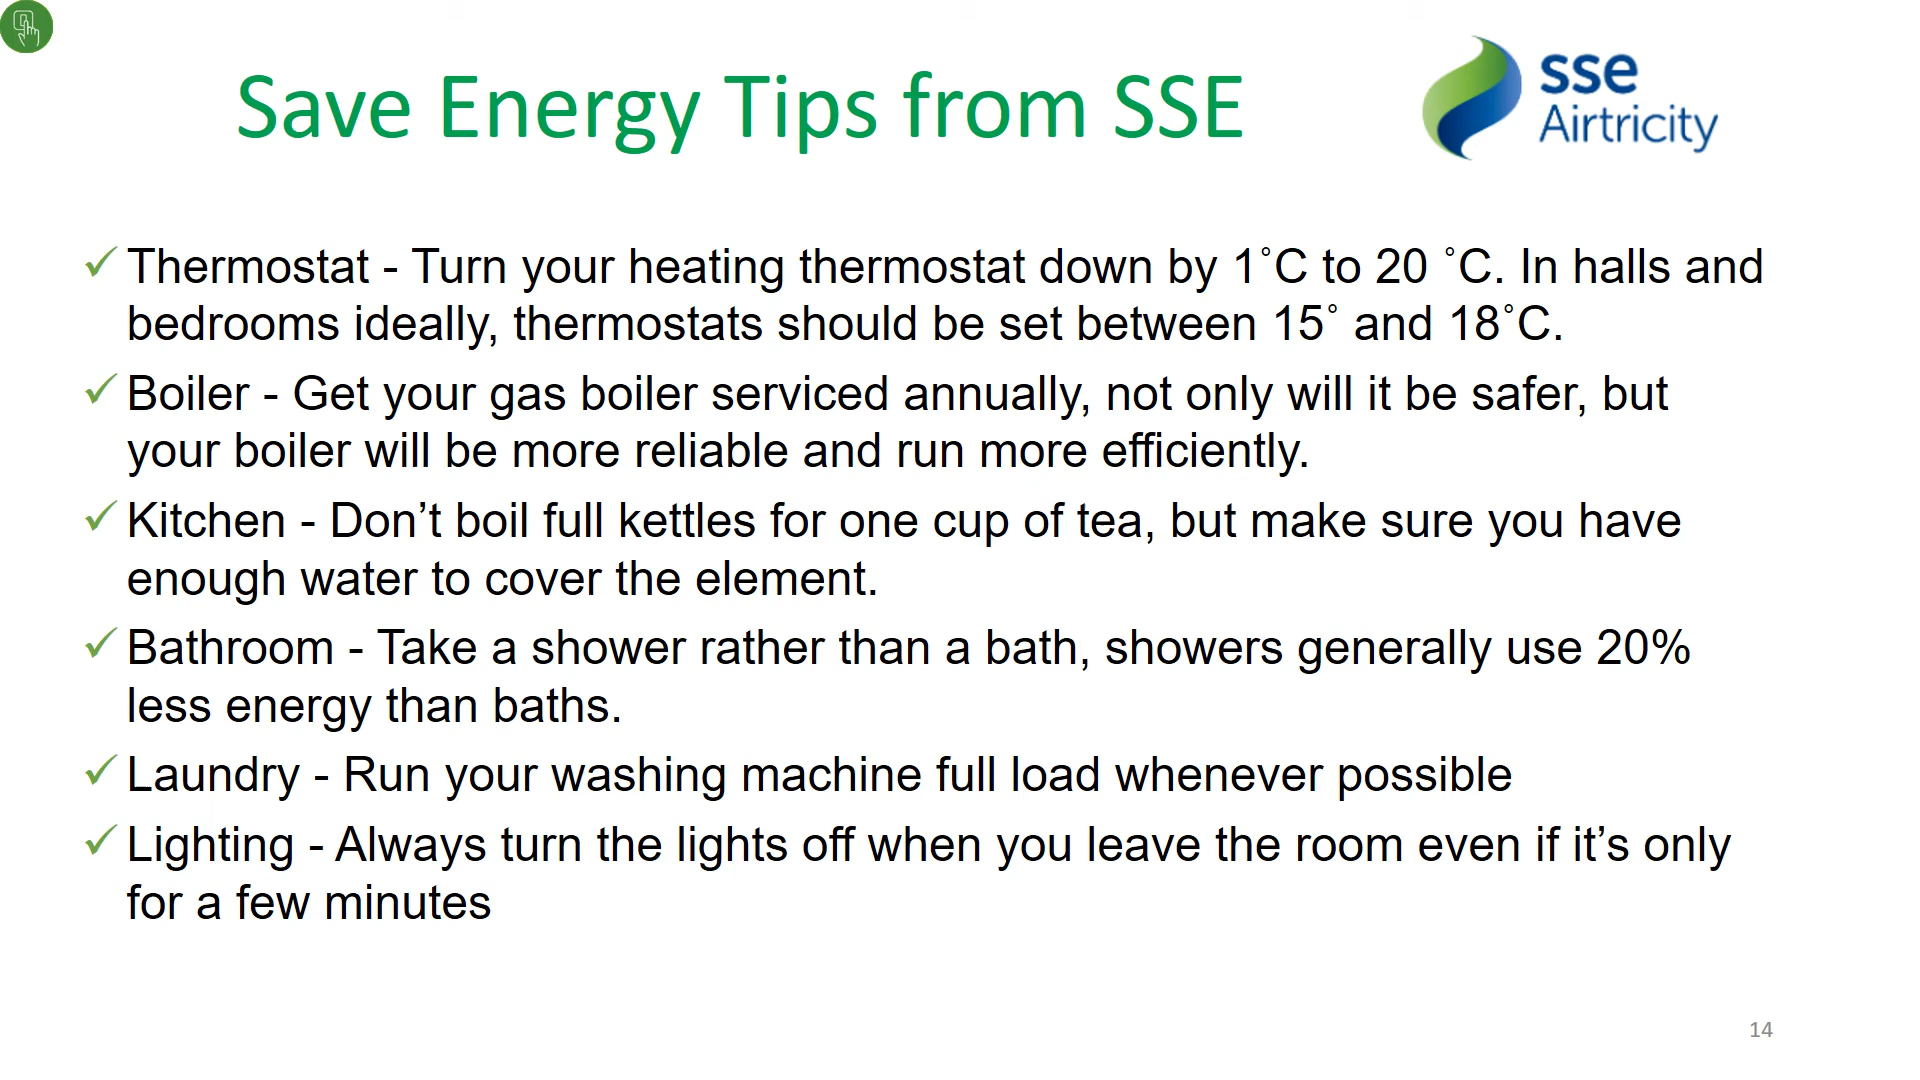 Save Energy Tips from SSE
sse
Airtricity
✓ Thermostat - Turn your heating thermostat down by 1˚C to 20 ˚C. In halls and
bedrooms ideally, thermostats should be set between 15˚ and 18˚C.
✓ Boiler - Get your gas boiler serviced annually, not only will it be safer, but
your boiler will be more reliable and run more efficiently.
✓ Kitchen - Don’t boil full kettles for one cup of tea, but make sure you have
enough water to cover the element.
✓ Bathroom - Take a shower rather than a bath, showers generally use 20%
less energy than baths.
✓ Laundry - Run your washing machine full load whenever possible
✓ Lighting - Always turn the lights off when you leave the room even if it’s only
for a few minutes
14